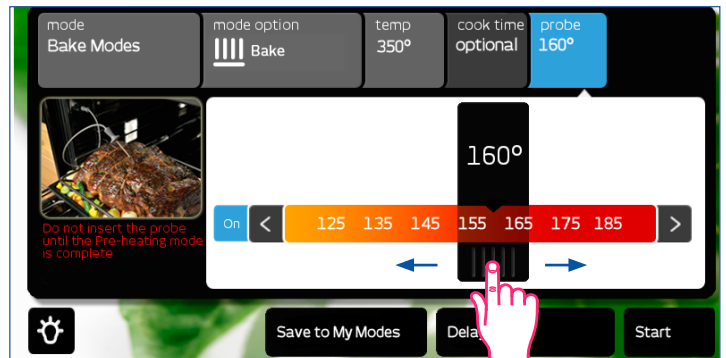 mode
Bake Modes
mode option
Bake
temp
350°
cook time
optional
probe
160°
160°
On < 125 135 145 155 165 175 185 >
Do not insert the probe
until the Pre-heating mode
is complete
Save to My Modes
Start